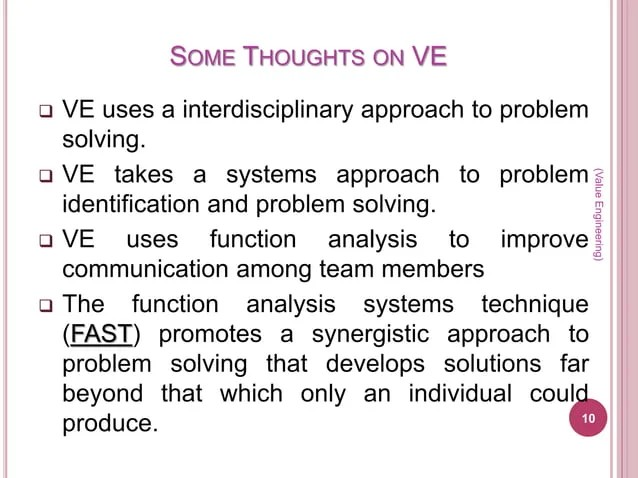 SOME THOUGHTS ON VE
VE uses a interdisciplinary approach to problem
solving.
VE takes a systems approach to problem
identification and problem solving.
VE uses function analysis to improve
communication among team members
The function analysis systems technique
(FAST) promotes a synergistic approach to
problem solving that develops solutions far
beyond that which only an individual could
produce.
(Value Engineering)
10